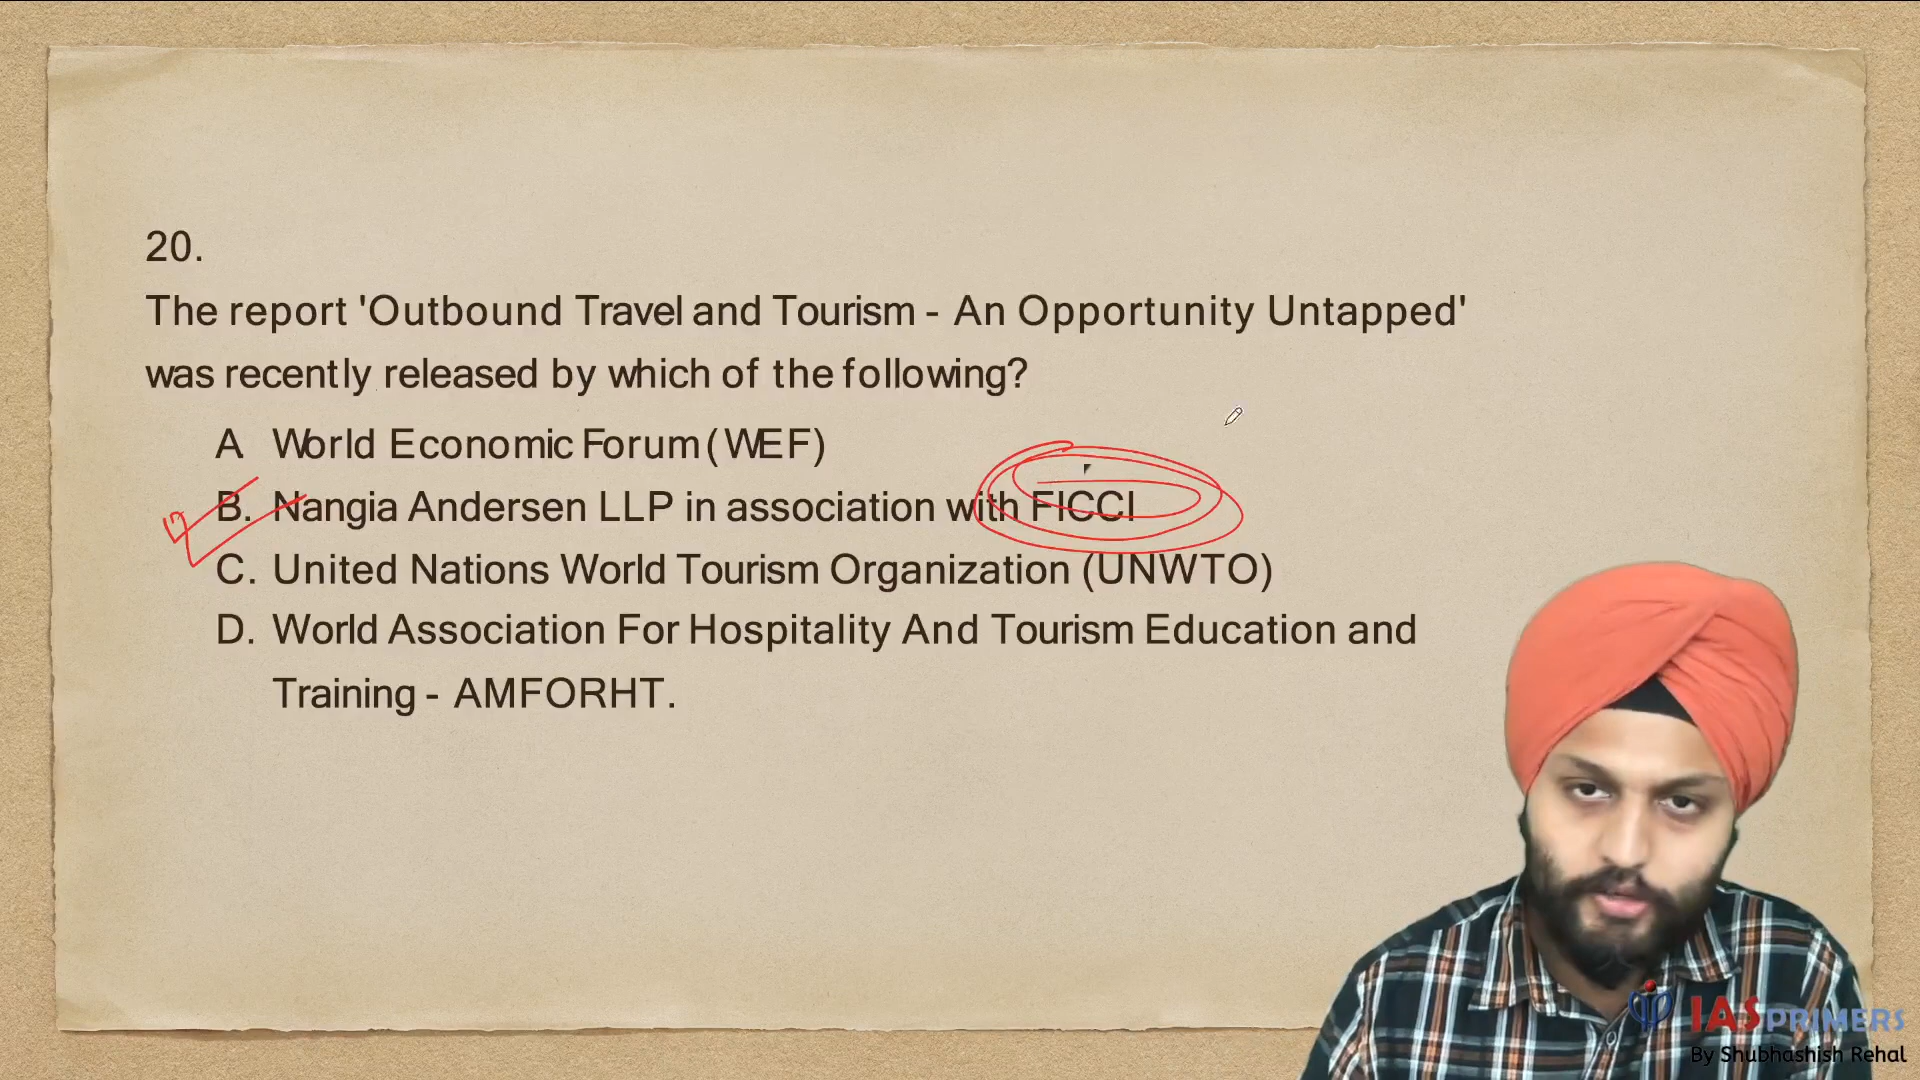 20.
The report 'Outbound Travel and Tourism - An Opportunity Untapped'
was recently released by which of the following?
A World Economic Forum (WEF)
B. Nangia Andersen LLP in association with FICCI
C. United Nations World Tourism Organization (UNWTO)
D. World Association For Hospitality And Tourism Education and
Training - AMFORHT.
IAS PRIMERS
By Shubhashish Rehal